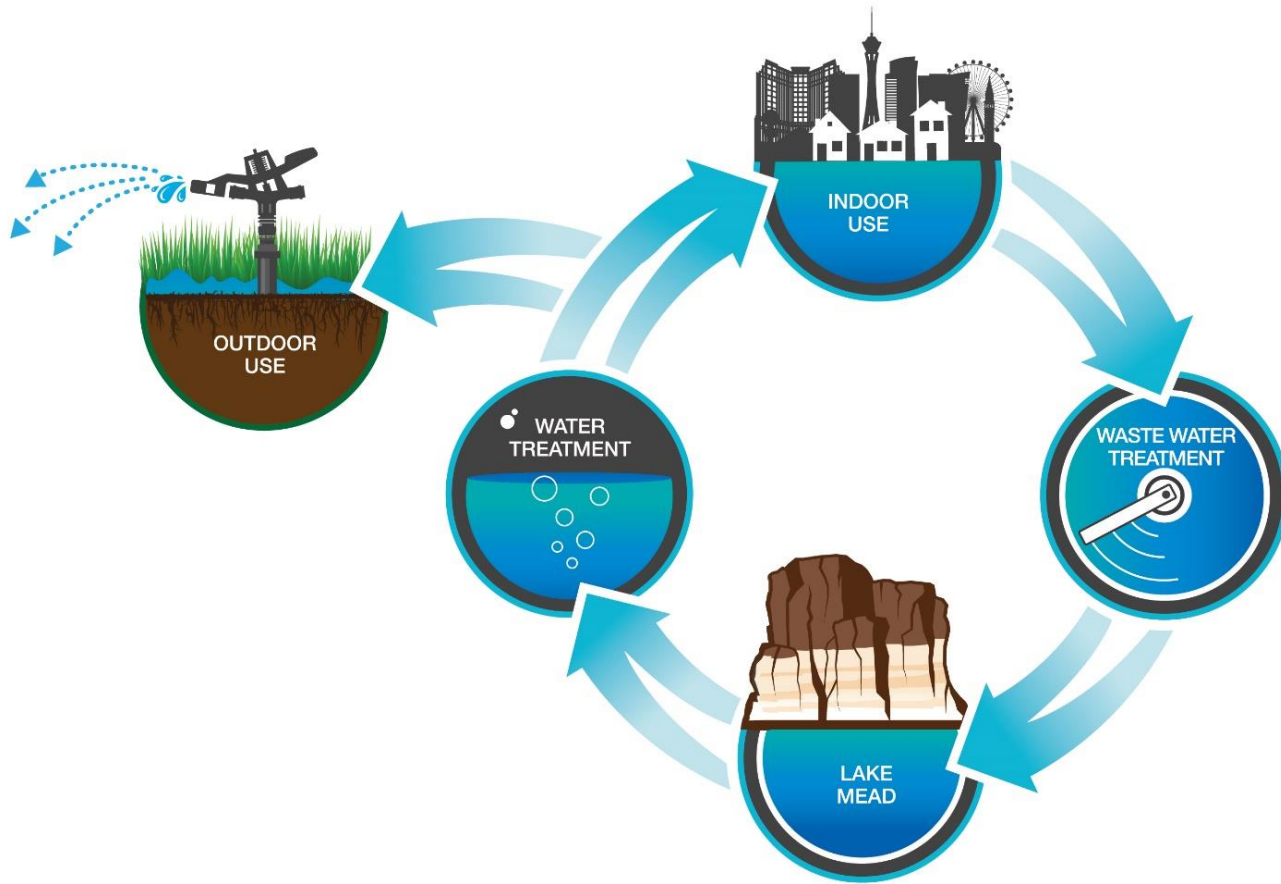 INDOOR
USE
OUTDOOR
USE
WATER
TREATMENT
WASTE WATER
TREATMENT
LAKE
MEAD